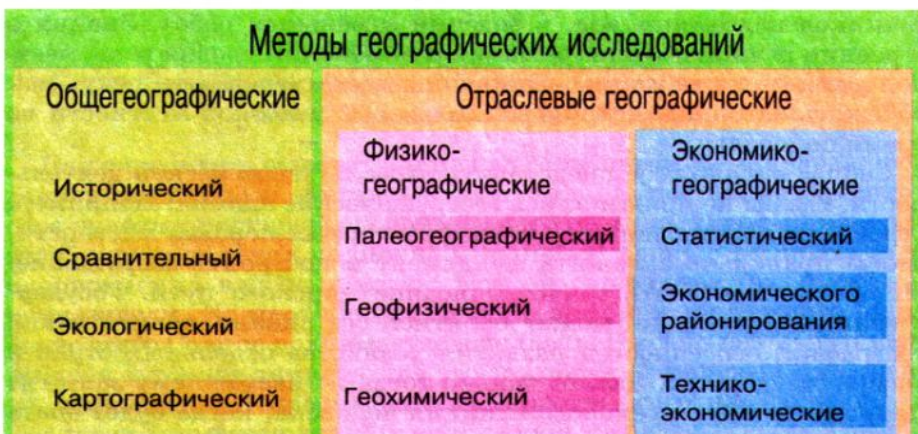 Методы географических исследований
Общегеографические
Исторический
Сравнительный
Экологический
Картографический
Отраслевые географические
Физико-
географические
Палеогеографический
Геофизический
Геохимический
Экономико-
географические
Статистический
Экономического
районирования
Технико-
экономические